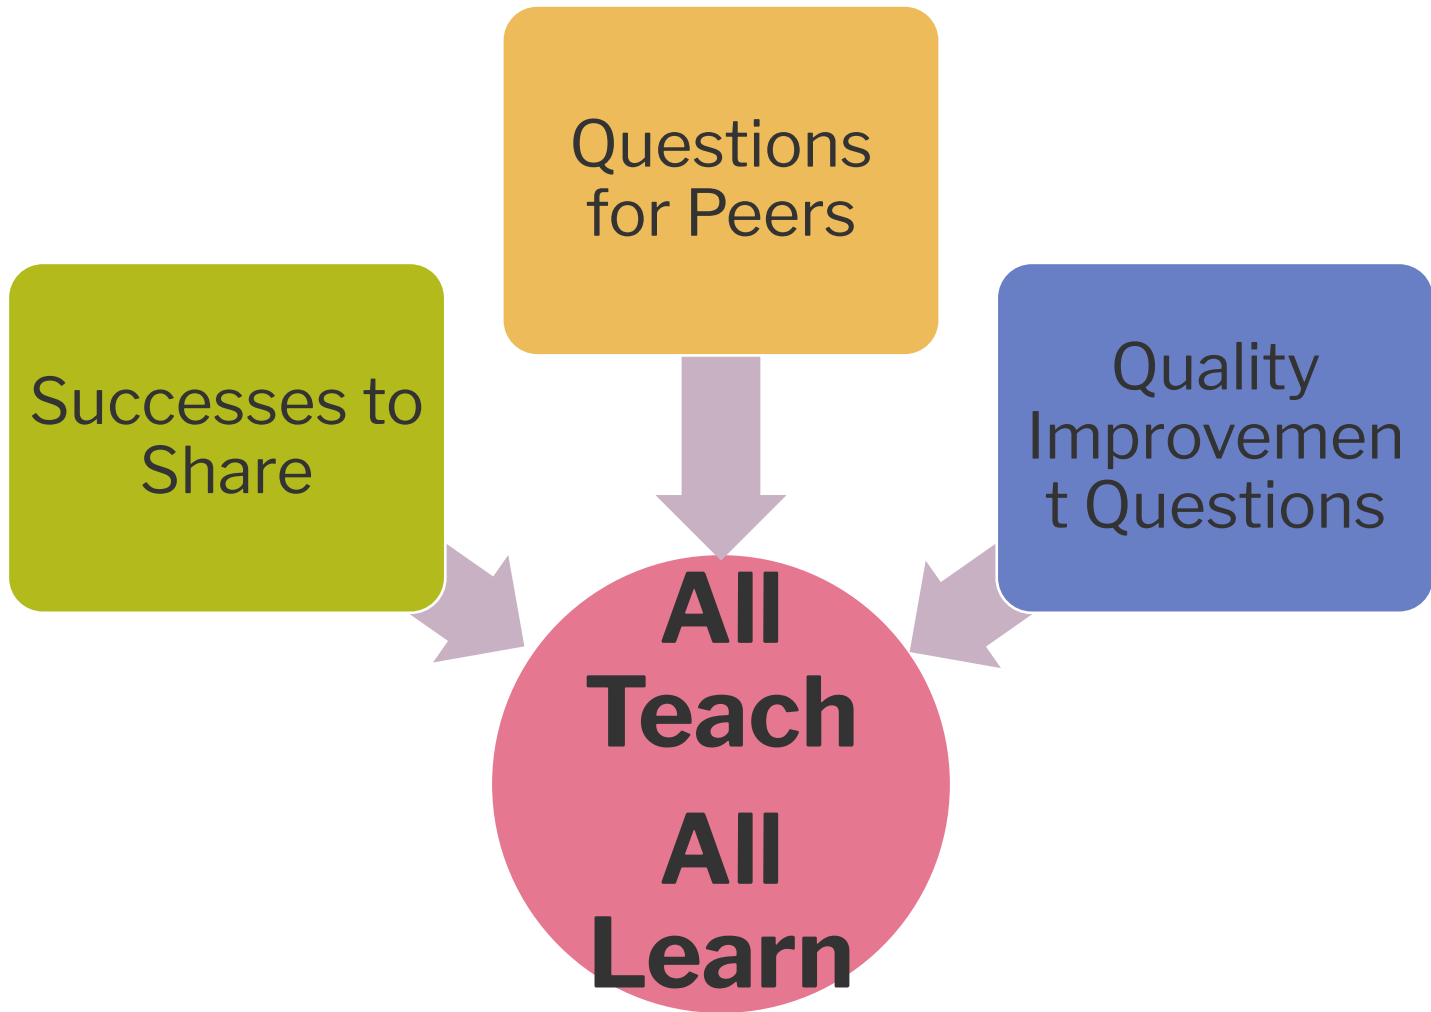 Questions
for Peers
Successes to
Share
Quality
Improvemen
t Questions
All
Teach
All
Learn